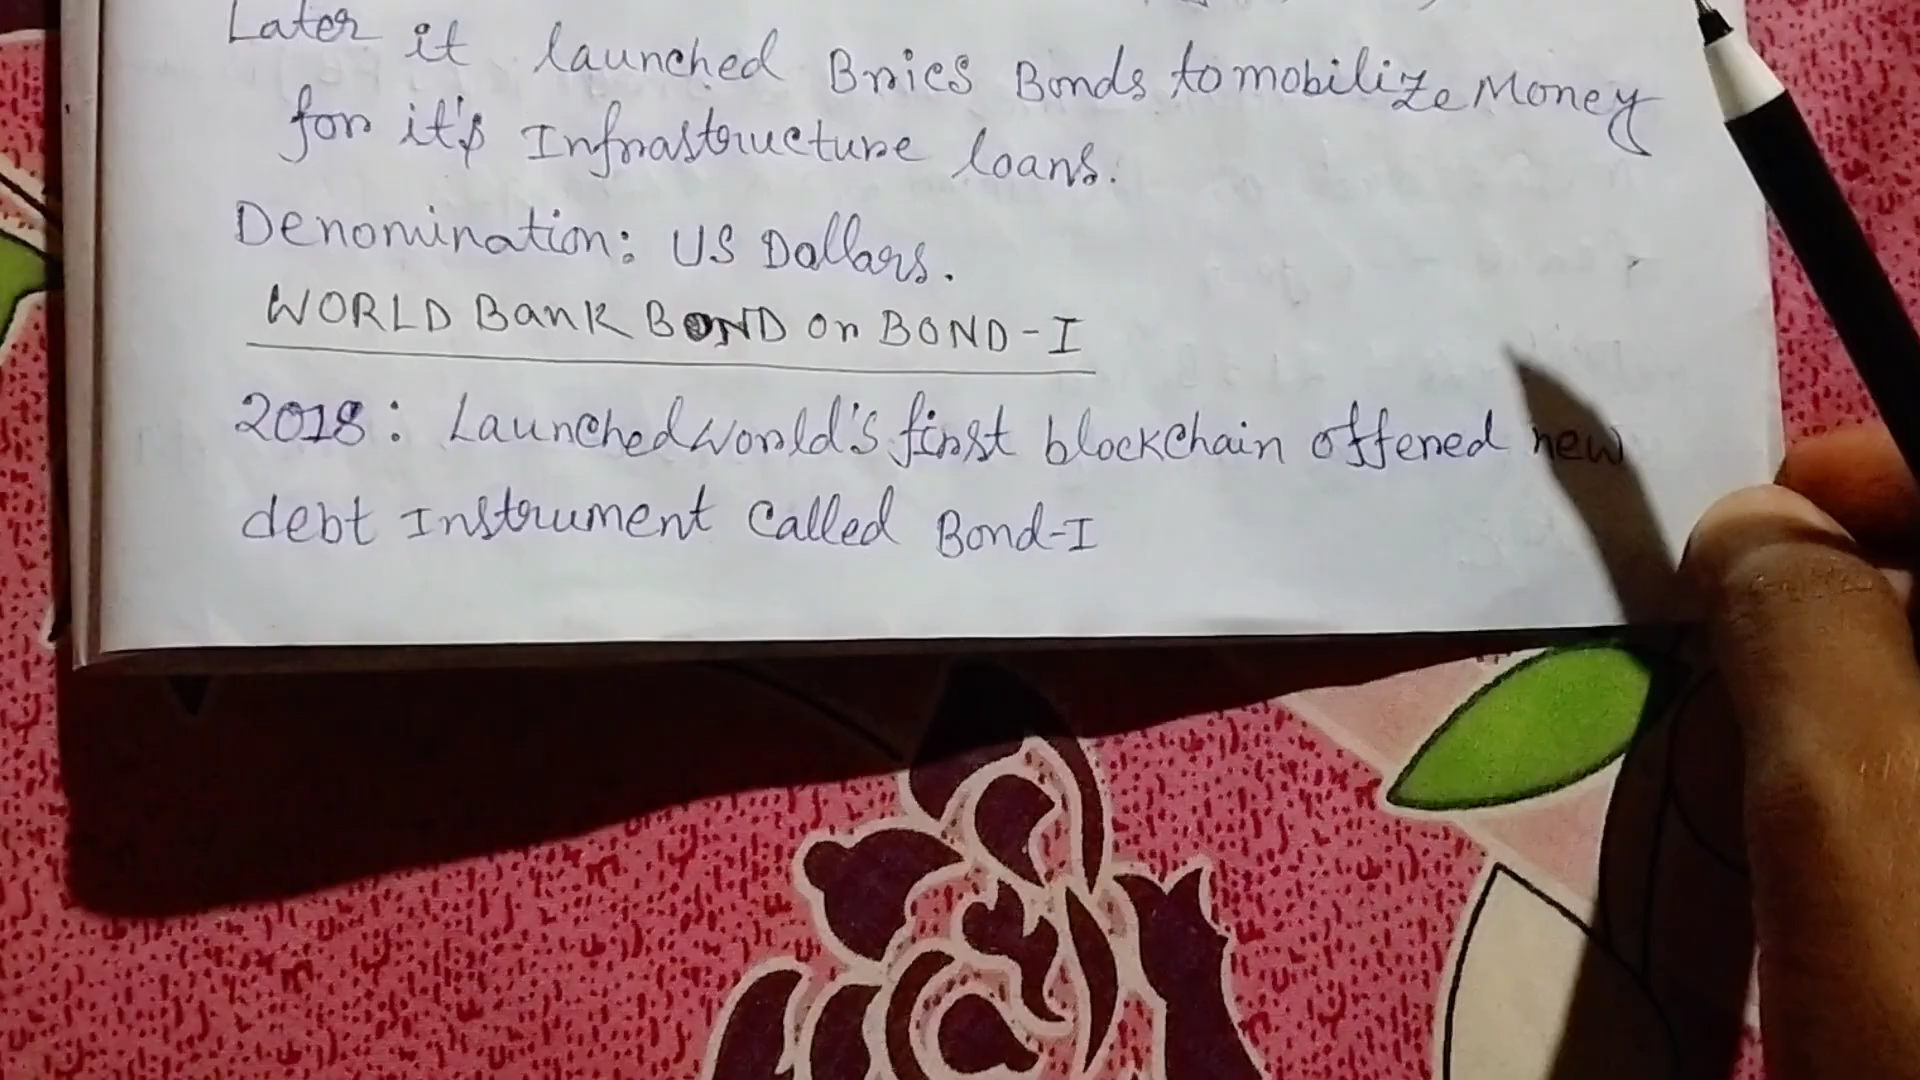 Later it launched Brics Bonds to mobilize Money
for it's Infrastructure loans.
Denomination: US Dollars.
WORLD Bank BOND or BOND-I
2018: Launched world's first blockchain offered new
debt Instrument called Bond-I